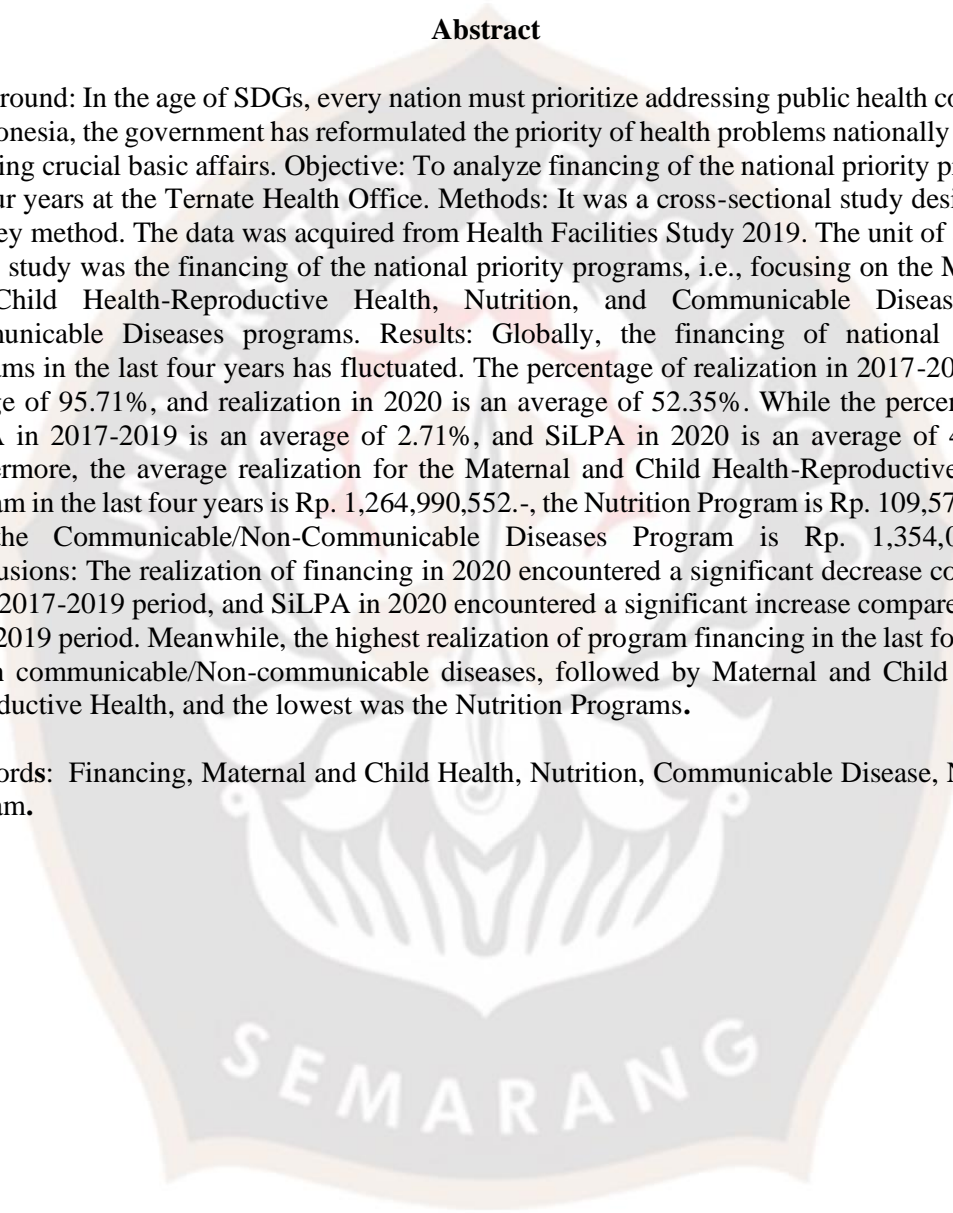 Abstract
round: In the age of SDGs, every nation must prioritize addressing public health co
onesia, the government has reformulated the priority of health problems nationally
ing crucial basic affairs. Objective: To analyze financing of the national priority p
ur years at the Ternate Health Office. Methods: It was a cross-sectional study desi
ey method. The data was acquired from Health Facilities Study 2019. The unit of
study was the financing of the national priority programs, i.e., focusing on the M
Child Health-Reproductive Health, Nutrition, and Communicable Diseas
unicable Diseases programs. Results: Globally, the financing of national
ams in the last four years has fluctuated. The percentage of realization in 2017-20
ge of 95.71%, and realization in 2020 is an average of 52.35%. While the percen
A in 2017-2019 is an average of 2.71%, and SiLPA in 2020 is an average of 4
ermore, the average realization for the Maternal and Child Health-Reproductive
am in the last four years is Rp. 1,264,990,552.-, the Nutrition Program is Rp. 109,57
the Communicable/Non-Communicable Diseases Program is Rp. 1,354,0
usions: The realization of financing in 2020 encountered a significant decrease co
2017-2019 period, and SiLPA in 2020 encountered a significant increase compare
2019 period. Meanwhile, the highest realization of program financing in the last fo
n communicable/Non-communicable diseases, followed by Maternal and Child
ductive Health, and the lowest was the Nutrition Programs.
ords: Financing, Maternal and Child Health, Nutrition, Communicable Disease, N
am.
UNIVERSITAS DIPONEGORO
SEMARANG